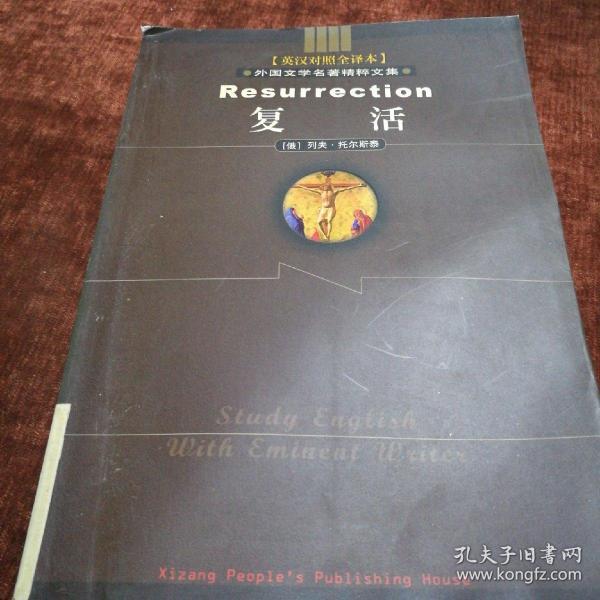 【英汉对照全译本】
外国文学名著精粹文集
Resurrection
复 活
[俄] 列夫·托尔斯泰
Study English
With Eminent Writer
Xizang People's Publishing House
孔夫子旧书网
www.kongfz.com